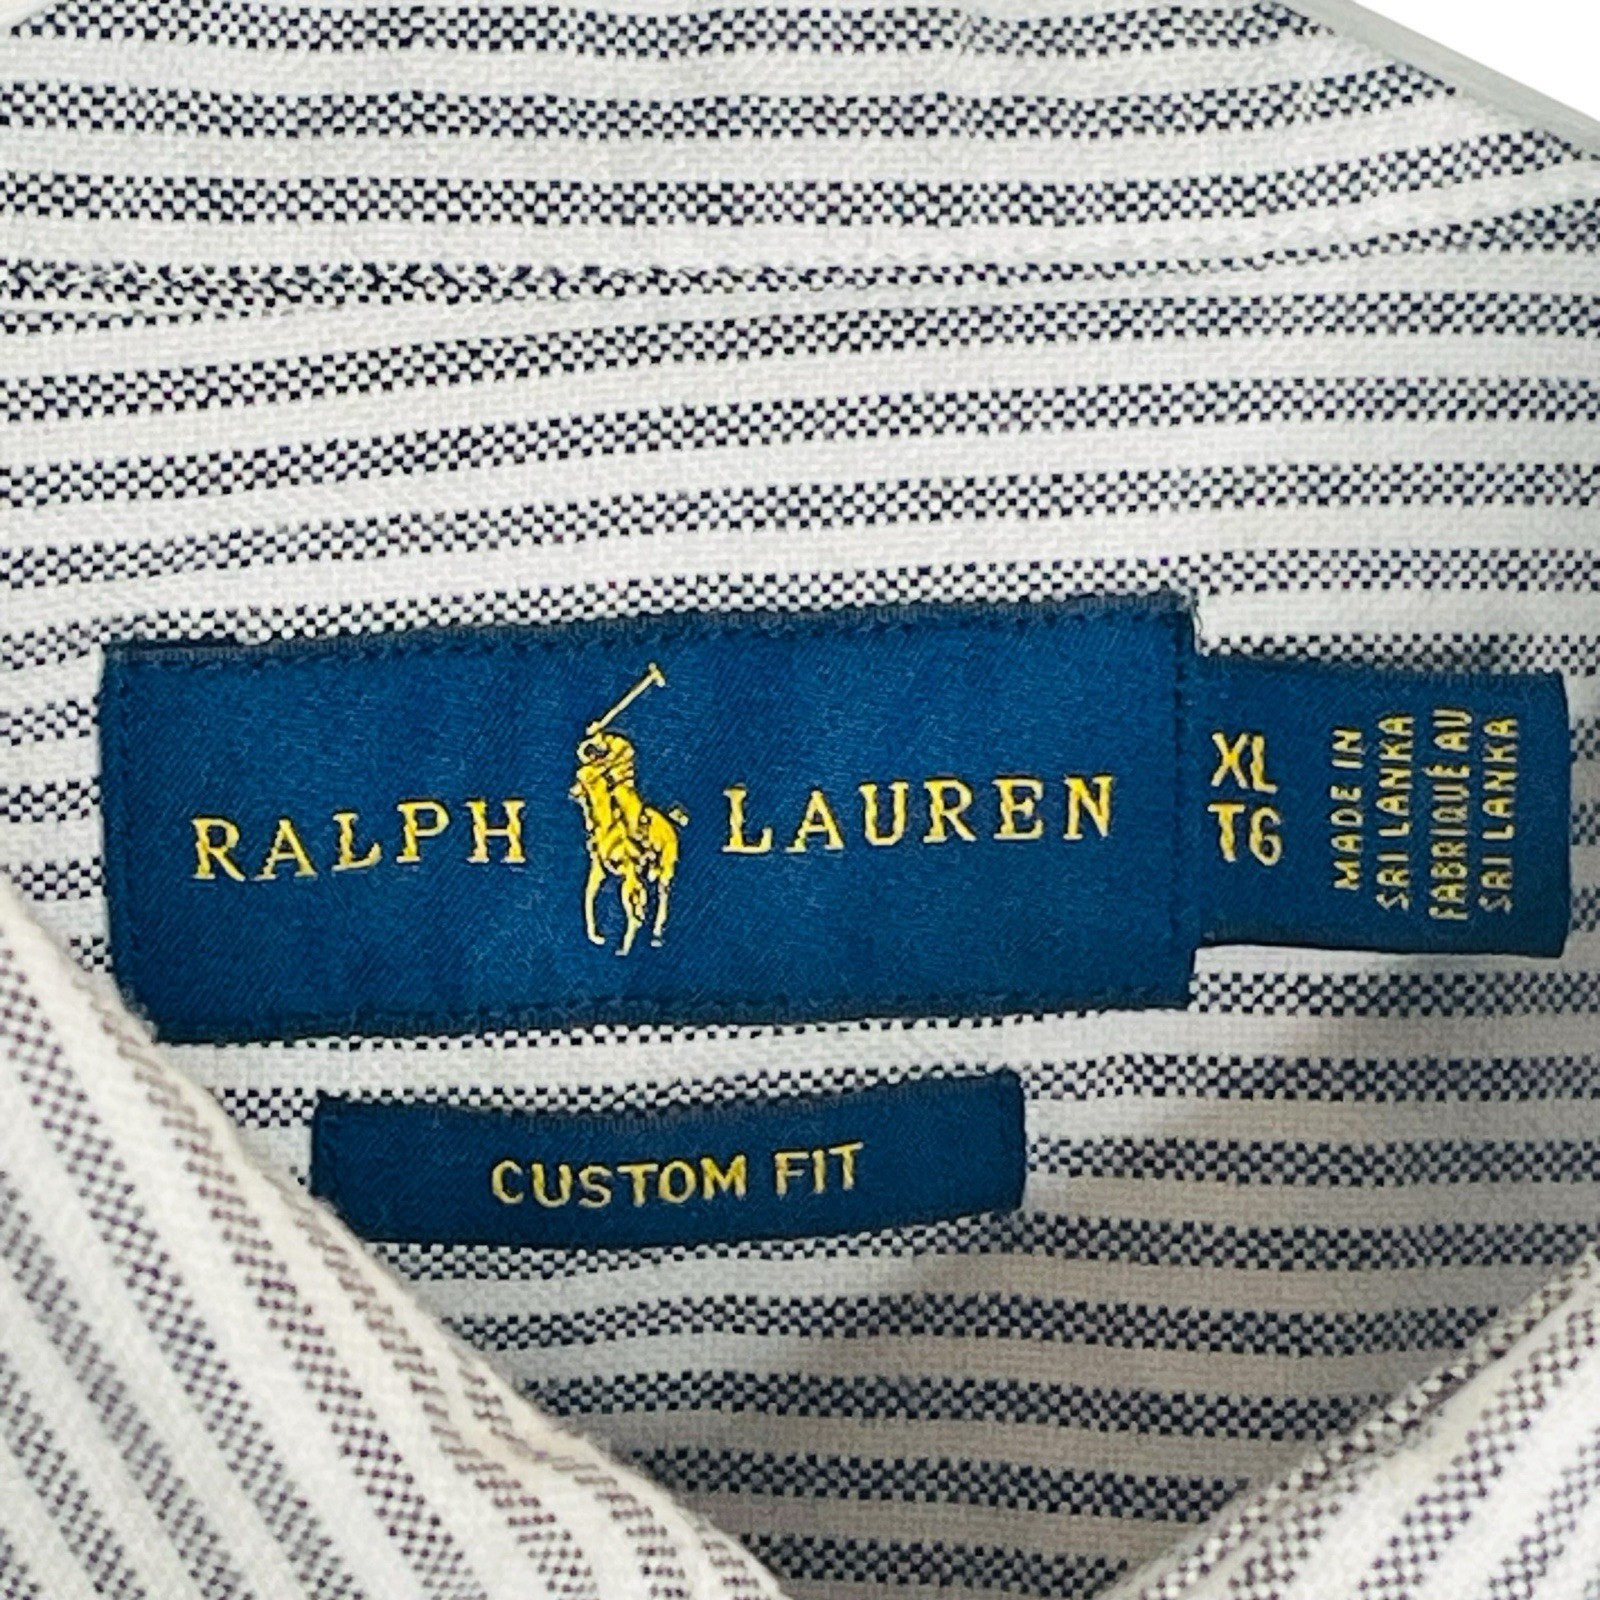 RALPH LAUREN
XL
TG
MADE IN
SRI LANKA
FABRIQUÉ AU
SRI LANKA
CUSTOM FIT